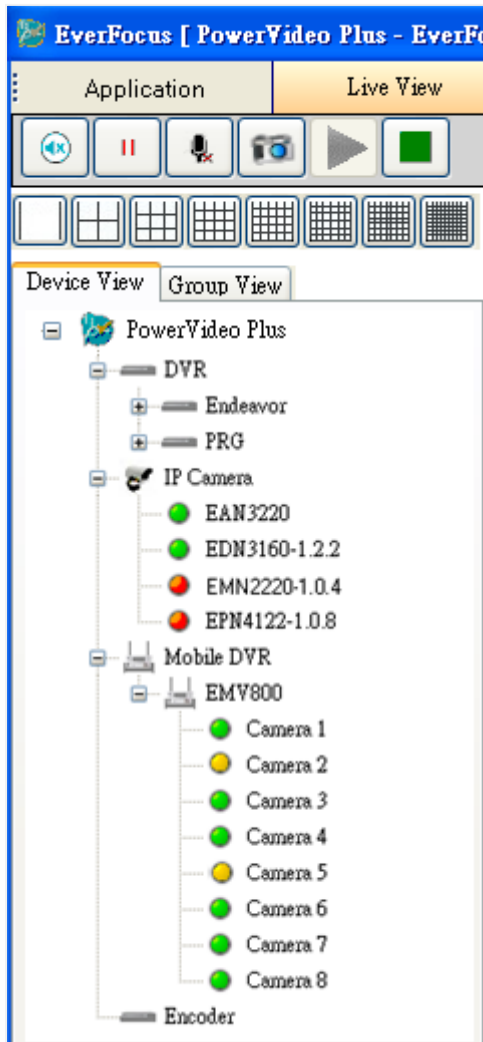 EverFocus [ PowerVideo Plus - EverFo
Application Live View
Device View Group View
PowerVideo Plus
DVR
Endeavor
PRG
IP Camera
EAN3220
EDN3160-1.2.2
EMN2220-1.0.4
EPN4122-1.0.8
Mobile DVR
EMV800
Camera 1
Camera 2
Camera 3
Camera 4
Camera 5
Camera 6
Camera 7
Camera 8
Encoder